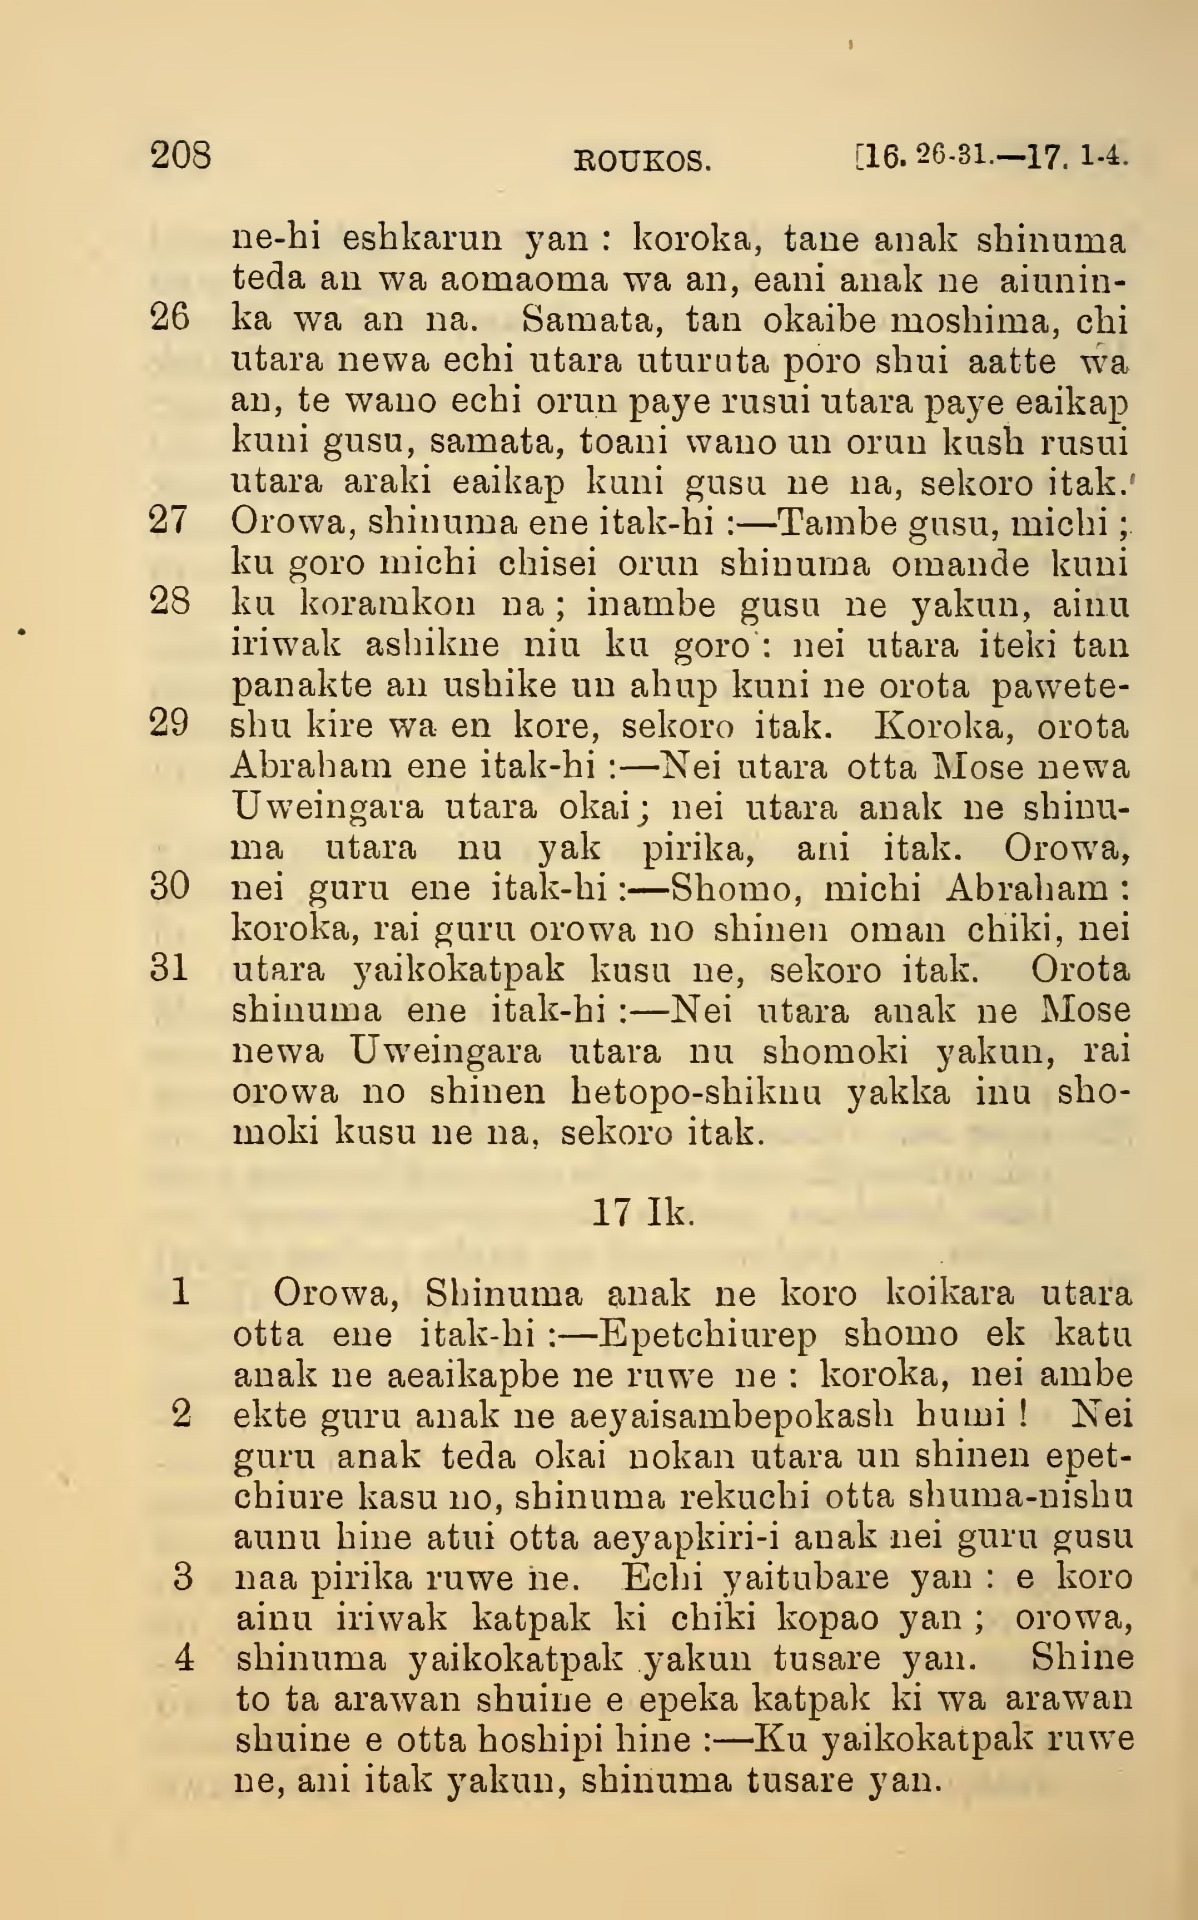 208 ROUKOS. [16. 26-31.—17. 1-4.
ne-hi eshkarun yan : koroka, tane anak shinuma
teda an wa aomaoma wa an, eani anak ne aiunin-
26 ka wa an na. Samata, tan okaibe moshima, chi
utara newa echi utara uturuta poro shui aatte wa
an, te wano echi orun paye rusui utara paye eaikap
kuni gusu, samata, toani wano un orun kush rusui
utara araki eaikap kuni gusu ne na, sekoro itak.
27 Orowa, shinuma ene itak-hi :—Tambe gusu, michi ;
ku goro michi chisei orun shinuma omande kuni
28 ku koramkon na ; inambe gusu ne yakun, ainu
iriwak ashikne niu ku goro : nei utara iteki tan
panakte an ushike un ahup kuni ne orota pawete-
29 shu kire wa en kore, sekoro itak. Koroka, orota
Abraham ene itak-hi :—Nei utara otta Mose newa
Uweingara utara okai ; nei utara anak ne shinu-
ma utara nu yak pirika, ani itak. Orowa,
30 nei guru ene itak-hi :—Shomo, michi Abraham :
koroka, rai guru orowa no shinen oman chiki, nei
31 utara yaikokatpak kusu ne, sekoro itak. Orota
shinuma ene itak-hi :—Nei utara anak ne Mose
newa Uweingara utara nu shomoki yakun, rai
orowa no shinen hetopo-shiknu yakka inu sho-
moki kusu ne na, sekoro itak.
17 Ik.
1 Orowa, Shinuma anak ne koro koikara utara
otta ene itak-hi :—Epetchiurep shomo ek katu
anak ne aeaikapbe ne ruwe ne : koroka, nei ambe
2 ekte guru anak ne aeyaisambepokash humi ! Nei
guru anak teda okai nokan utara un shinen epet-
chiure kasu no, shinuma rekuchi otta shuma-nishu
aunu hine atui otta aeyapkiri-i anak nei guru gusu
3 naa pirika ruwe ne. Echi yaitubare yan : e koro
ainu iriwak katpak ki chiki kopao yan ; orowa,
4 shinuma yaikokatpak yakun tusare yan. Shine
to ta arawan shuine e epeka katpak ki wa arawan
shuine e otta hoshipi hine :—Ku yaikokatpak ruwe
ne, ani itak yakun, shinuma tusare yan.